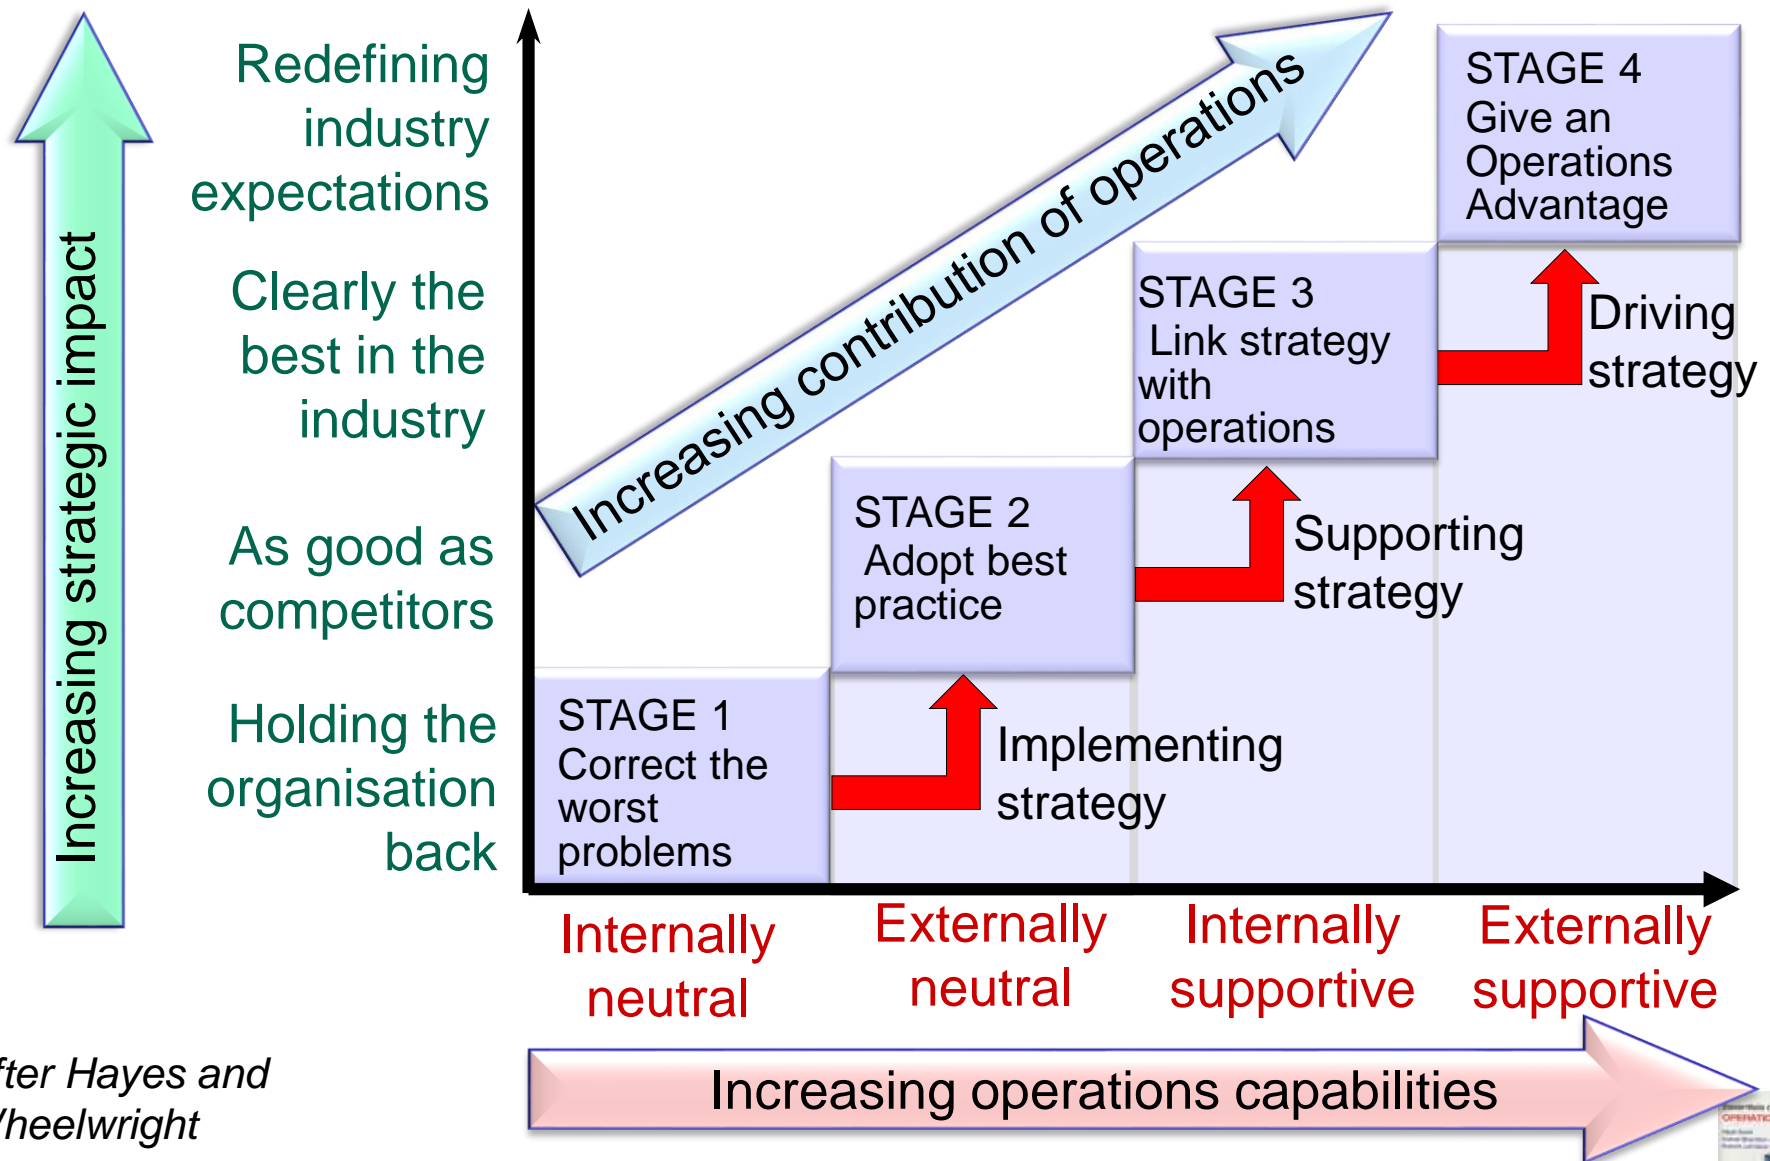 Increasing strategic impact
Redefining
industry
expectations
Clearly the
best in the
industry
As good as
competitors
Holding the
organisation
back
Increasing contribution of operations
STAGE 4
Give an
Operations
Advantage
STAGE 3
Link strategy
with
operations
Driving
strategy
STAGE 2
Adopt best
practice
Supporting
strategy
STAGE 1
Correct the
worst
problems
Implementing
strategy
Internally
neutral
Externally
neutral
Internally
supportive
Externally
supportive
Increasing operations capabilities
fter Hayes and
Wheelwright